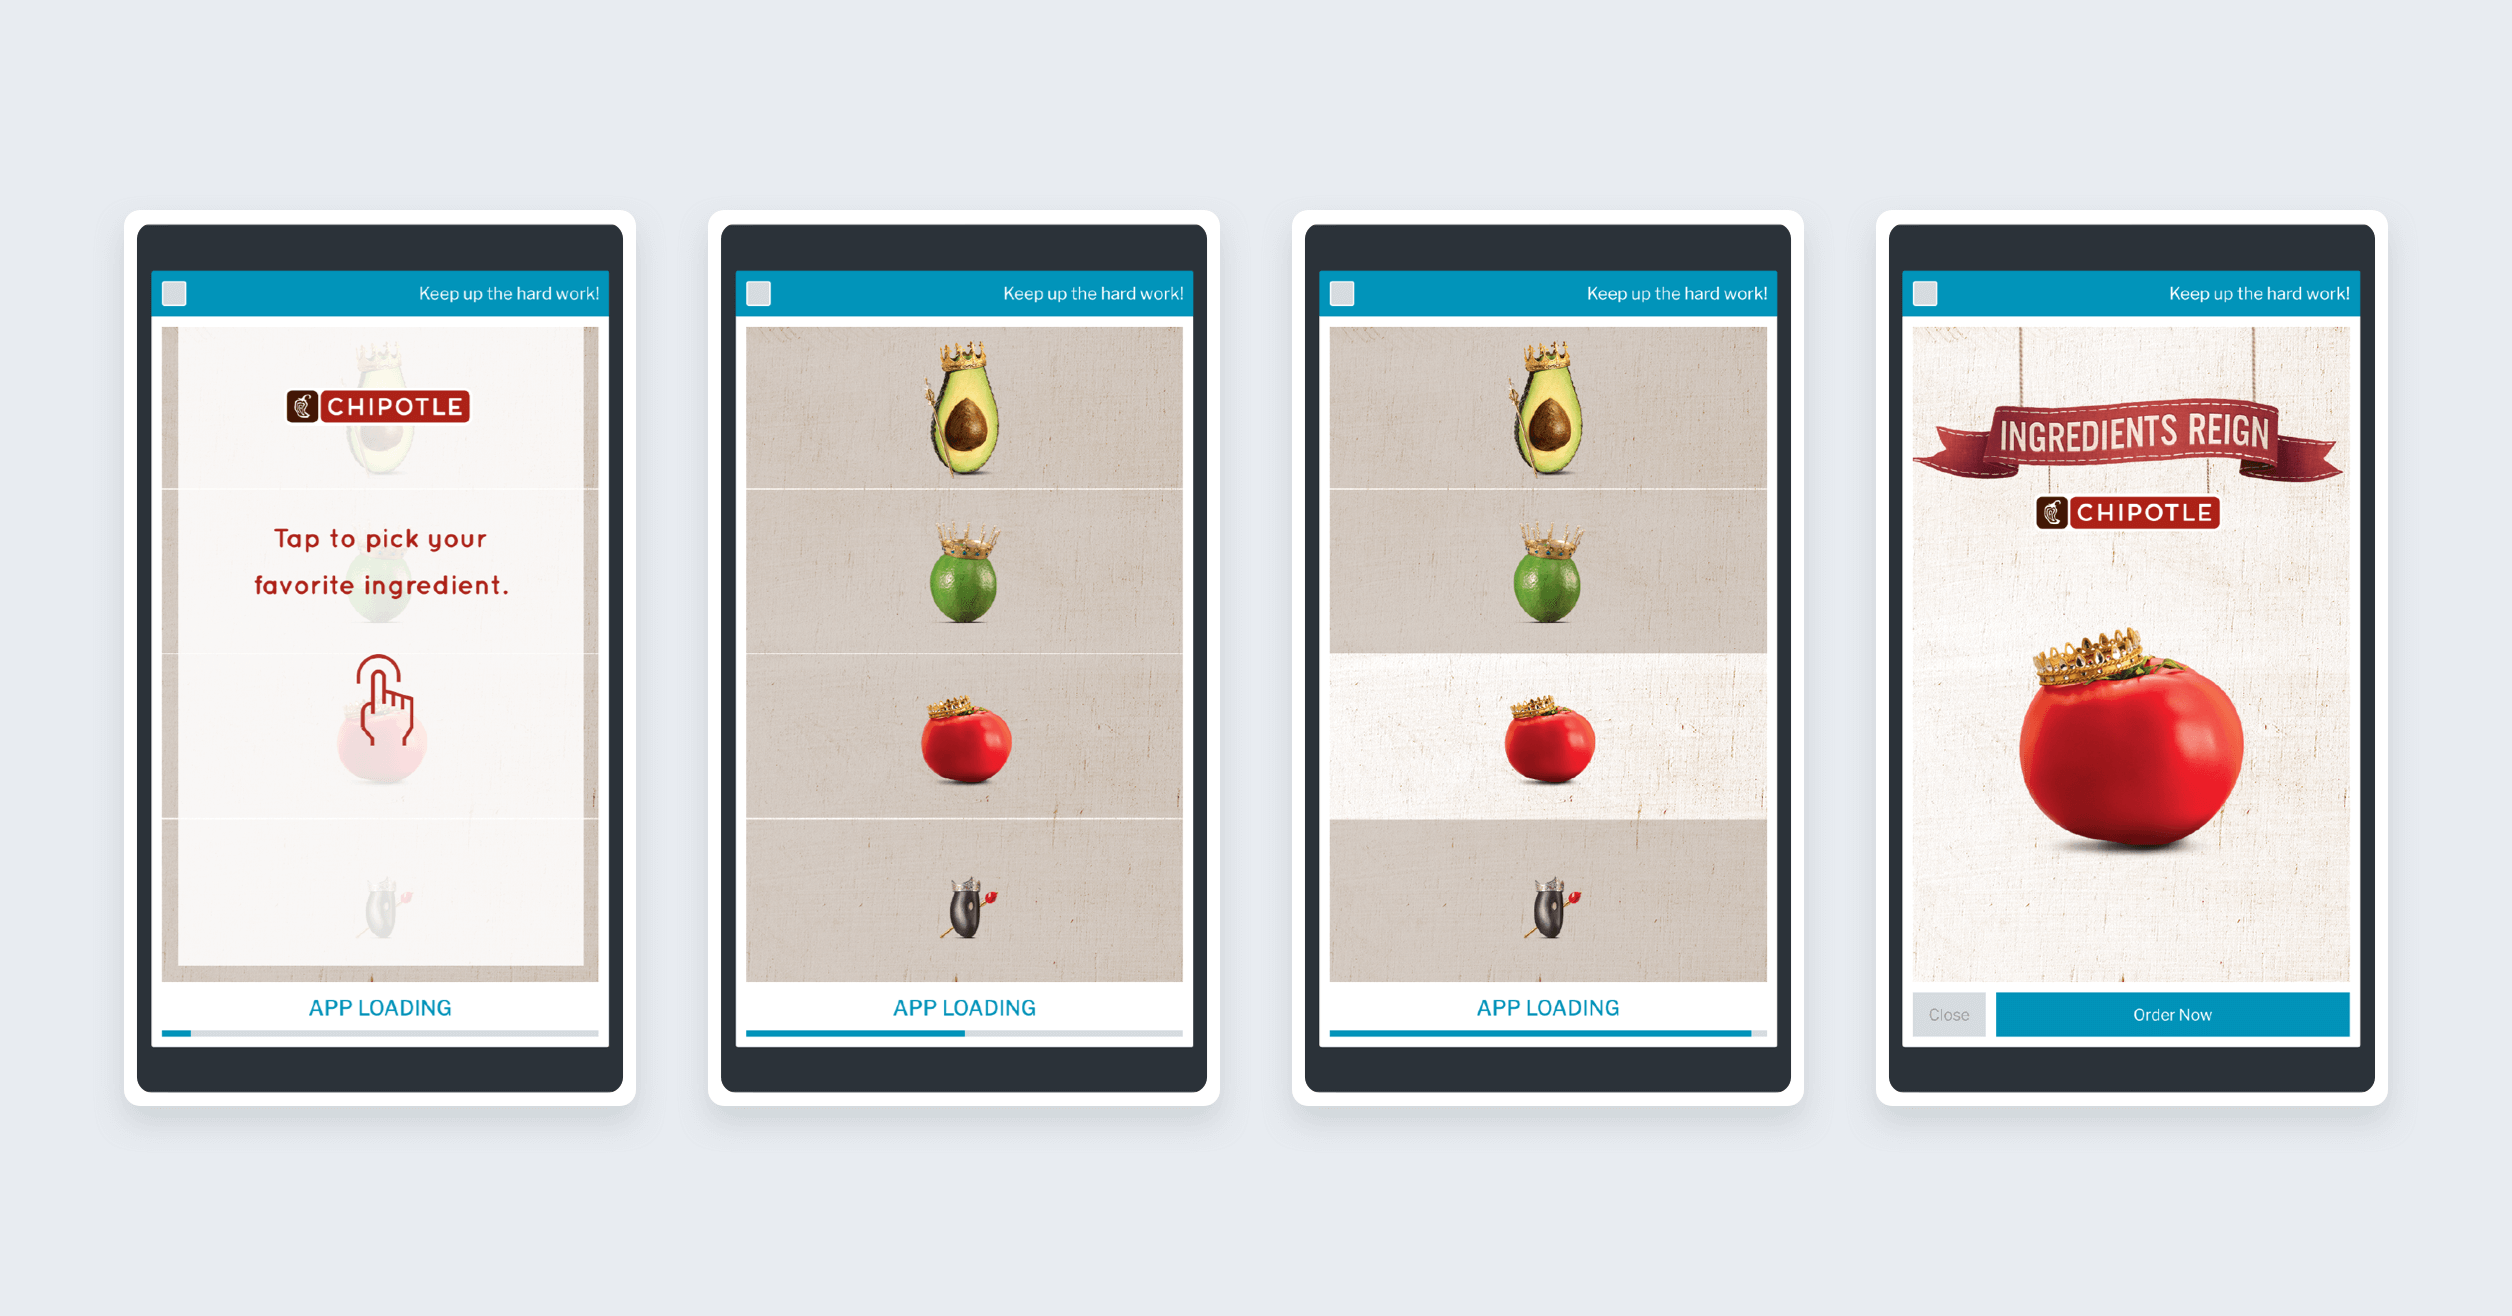 Keep up the hard work!
CHIPOTLE
Tap to pick your
favorite ingredient.
APP LOADING
Keep up the hard work!
APP LOADING
Keep up the hard work!
APP LOADING
Keep up the hard work!
INGREDIENTS REIGN
CHIPOTLE
Close
Order Now